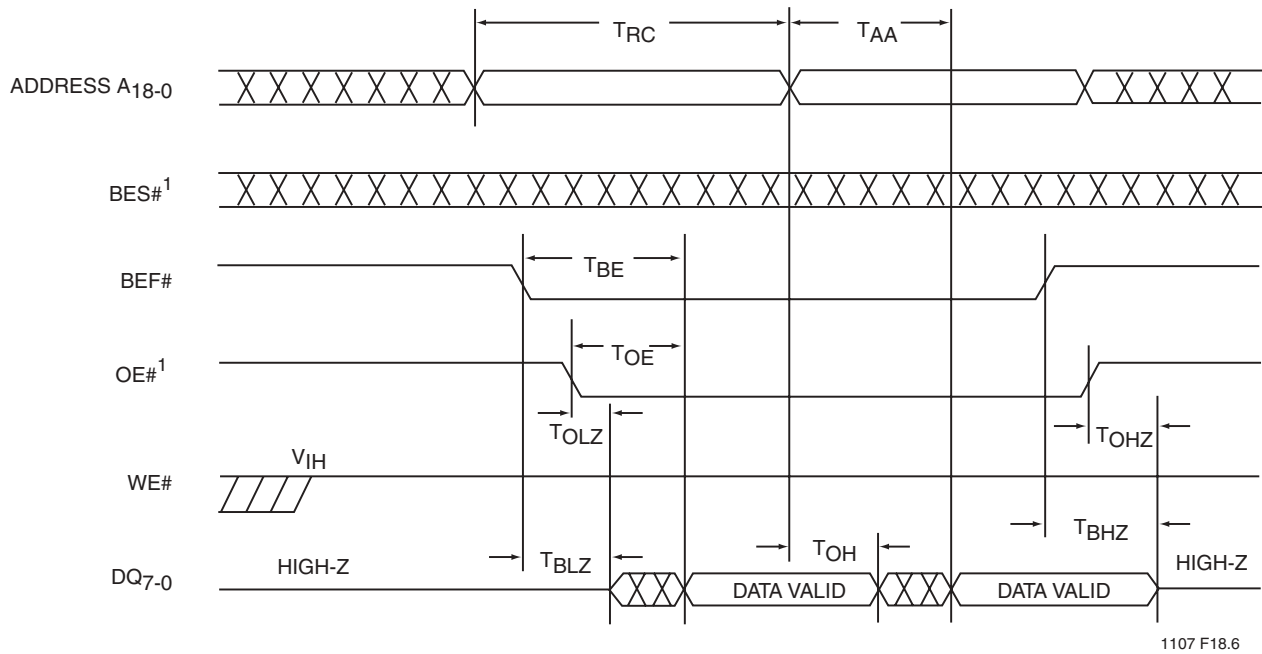 TRC
TAA
ADDRESS A18-0
BES#1
BEF#
TBE
OE#1
TOE
TOLZ
TOHZ
VIH
WE#
TBLZ
TOH
TBHZ
DQ7-0
HIGH-Z
DATA VALID
DATA VALID
HIGH-Z
1107 F18.6